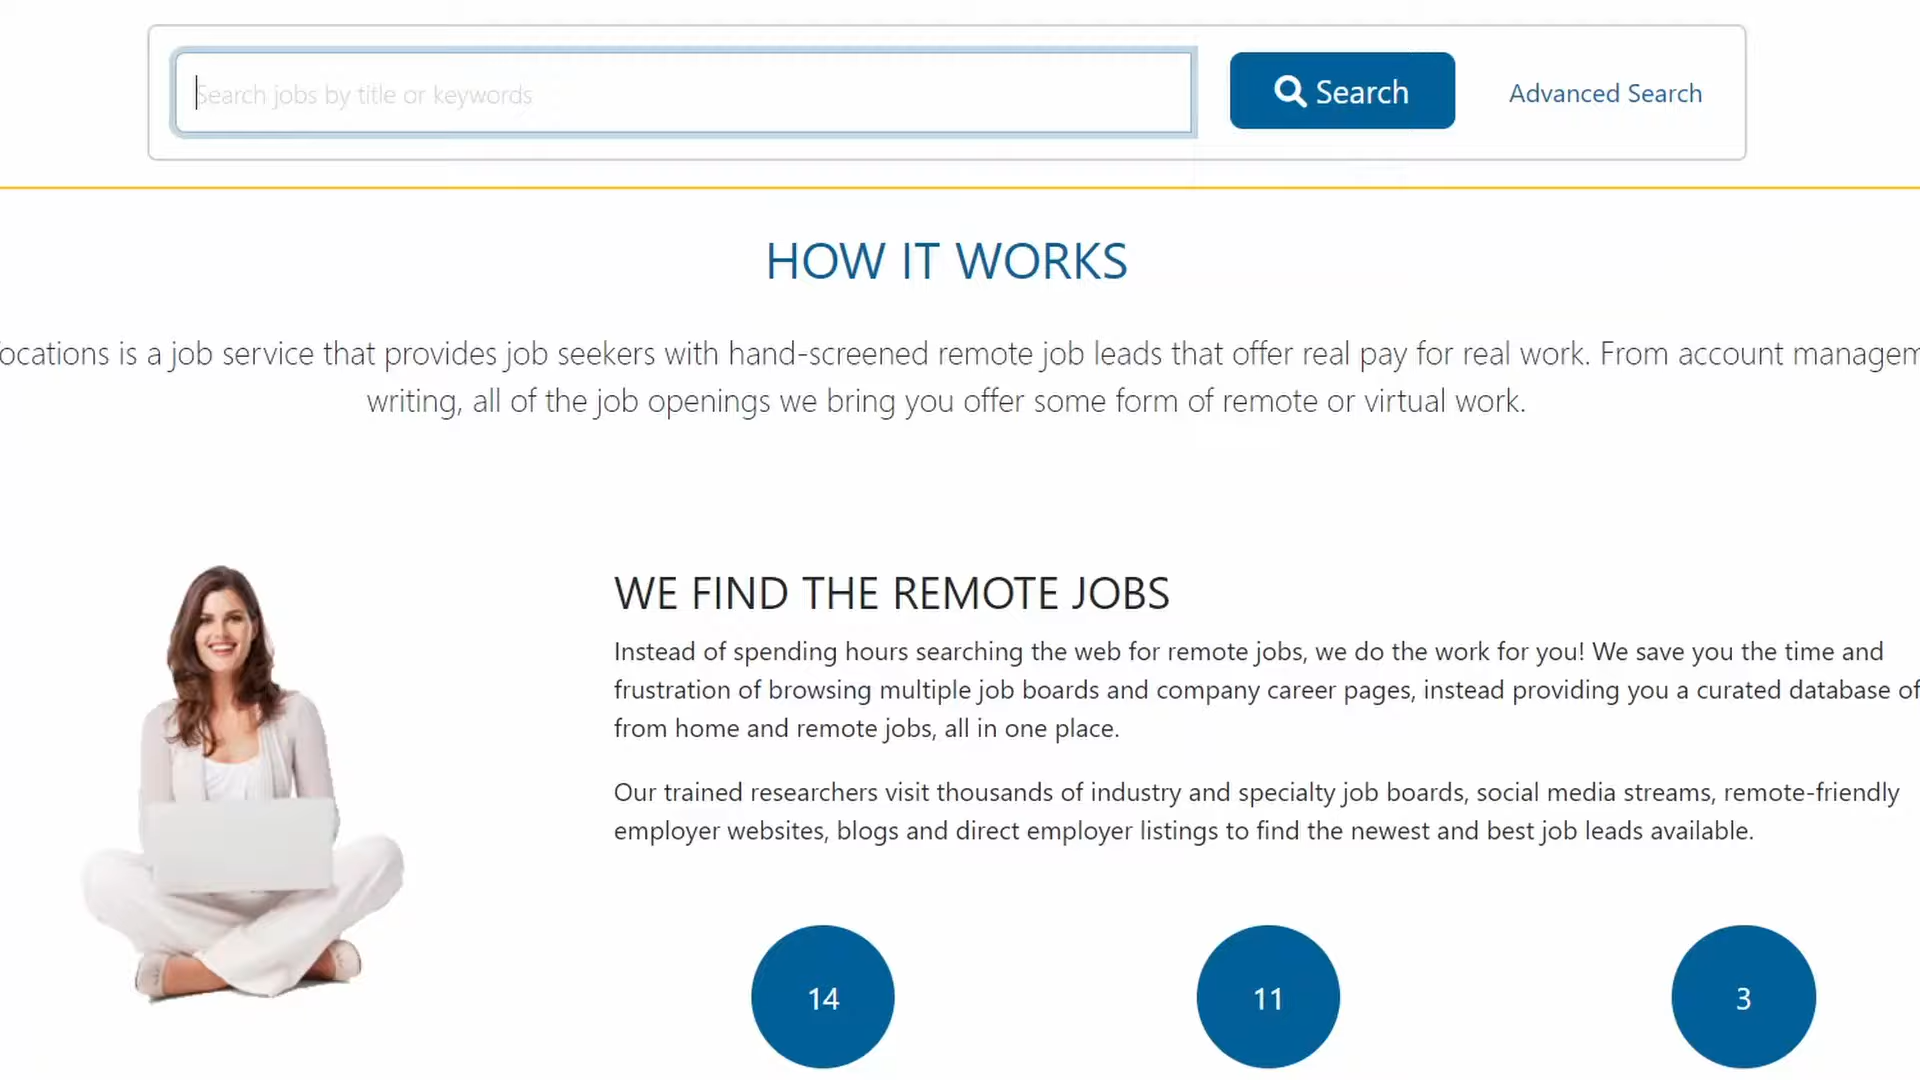 Search jobs by title or keywords
Search
Advanced Search
HOW IT WORKS
ocations is a job service that provides job seekers with hand-screened remote job leads that offer real pay for real work. From account managem
writing, all of the job openings we bring you offer some form of remote or virtual work.
WE FIND THE REMOTE JOBS
Instead of spending hours searching the web for remote jobs, we do the work for you! We save you the time and
frustration of browsing multiple job boards and company career pages, instead providing you a curated database of
from home and remote jobs, all in one place.
Our trained researchers visit thousands of industry and specialty job boards, social media streams, remote-friendly
employer websites, blogs and direct employer listings to find the newest and best job leads available.
14
11
3